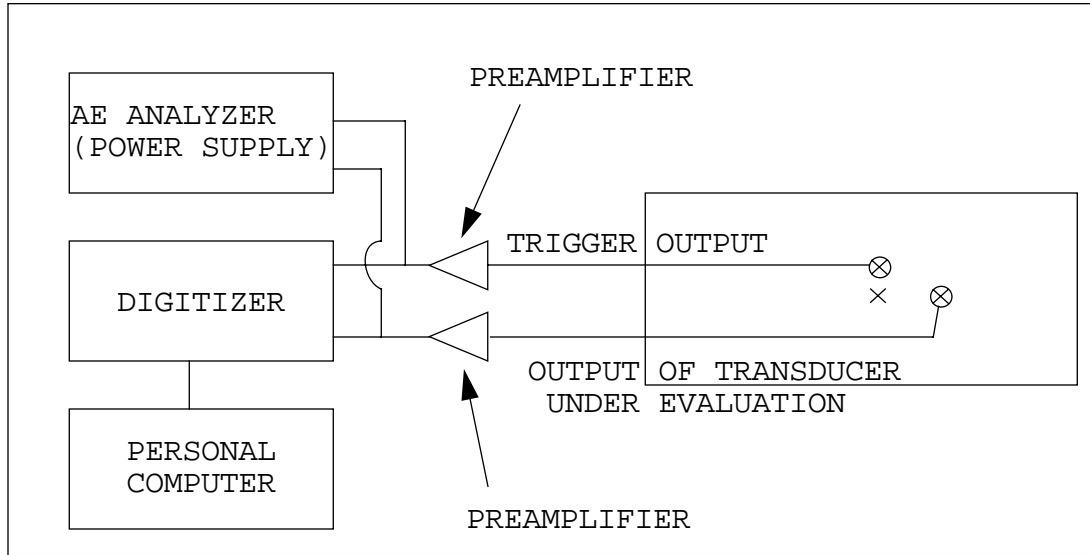 PREAMPLIFIER
AE ANALYZER
(POWER SUPPLY)
TRIGGER OUTPUT
DIGITIZER
OUTPUT OF TRANSDUCER
UNDER EVALUATION
PERSONAL
COMPUTER
PREAMPLIFIER